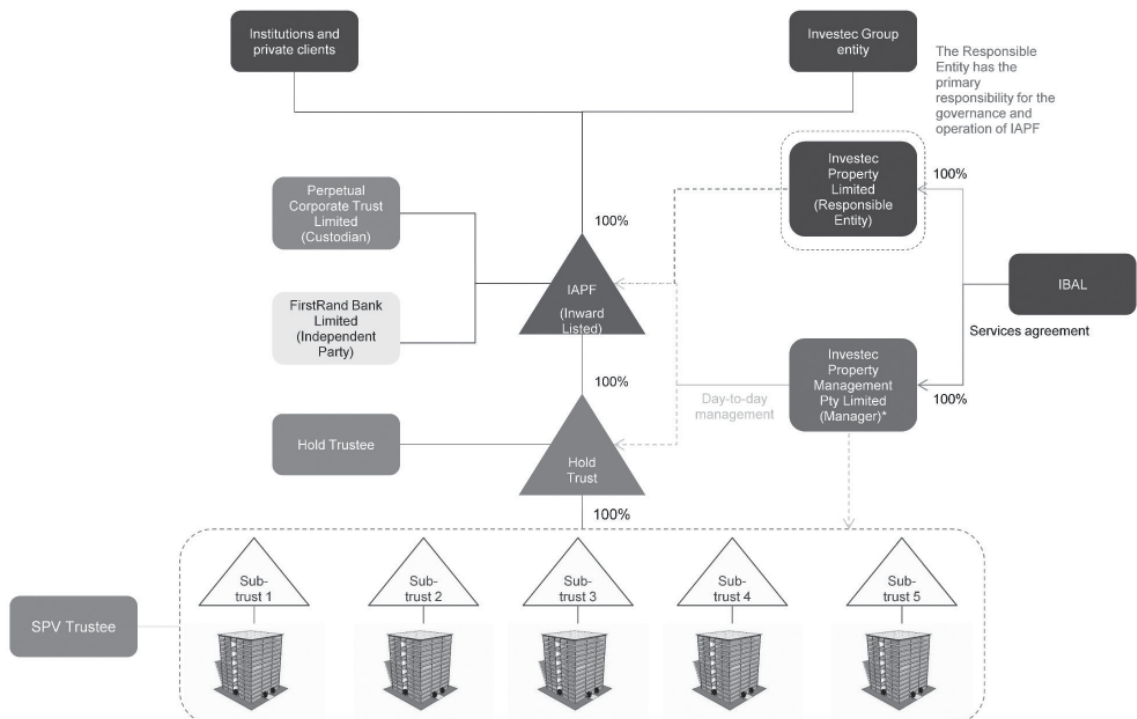 Institutions and
private clients
Investec Group
entity
The Responsible
Entity has the
primary
responsibility for the
governance and
operation of IAPF
Perpetual
Corporate Trust
Limited
(Custodian)
100%
Investec
Property
Limited
(Responsible
Entity)
100%
IBAL
FirstRand Bank
Limited
(Independent
Party)
IAPF
(Inward
Listed)
Services agreement
100%
Day-to-day
management
Investec
Property
Management
Pty Limited
(Manager)*
100%
Hold Trustee
Hold
Trust
100%
Sub-
trust 1
Sub-
trust 2
Sub-
trust 3
Sub-
trust 4
Sub-
trust 5
SPV Trustee